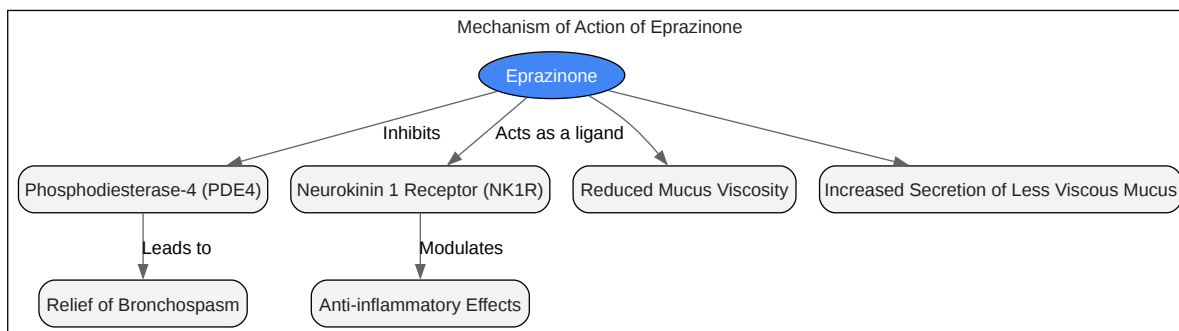 Mechanism of Action of Eprazinone
Eprazinone
Inhibits
Acts as a ligand
Phosphodiesterase-4 (PDE4)
Neurokinin 1 Receptor (NK1R)
Reduced Mucus Viscosity
Increased Secretion of Less Viscous Mucus
Leads to
Modulates
Relief of Bronchospasm
Anti-inflammatory Effects